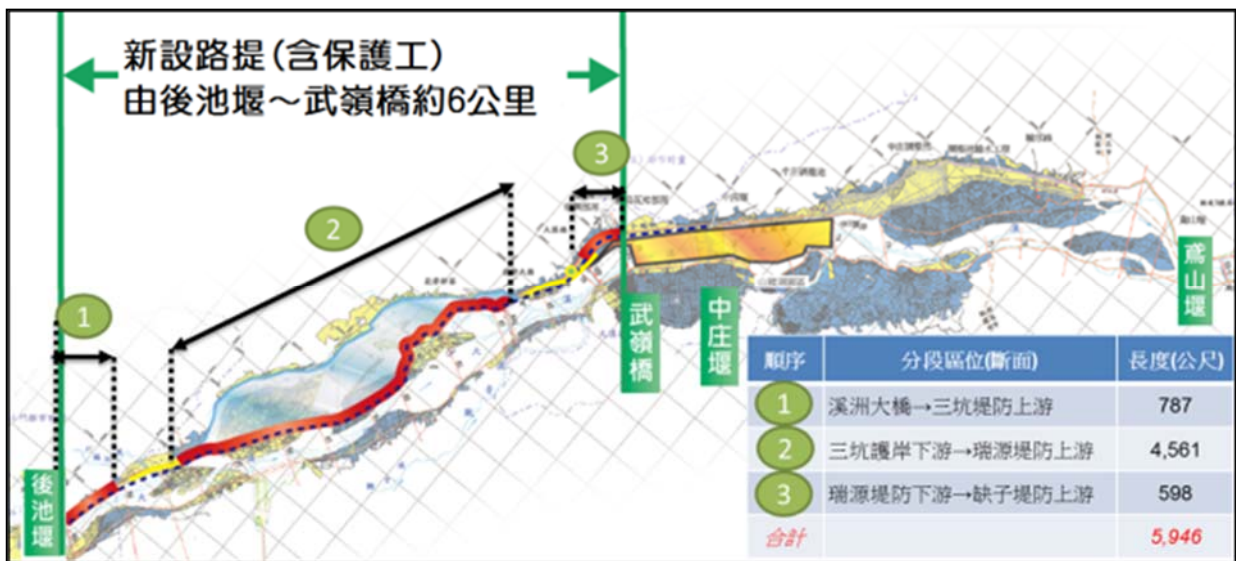 新設路提(含保護工)
由後池堰～武嶺橋約6公里
3
2
1
後池堰
武嶺橋
中庄堰
鳶山堰
順序 分段區位(斷面) 長度(公尺)
1 溪洲大橋→三坑堤防上游 787
2 三坑護岸下游→瑞源堤防上游 4,561
3 瑞源堤防下游→缺子堤防上游 598
合計 5,946